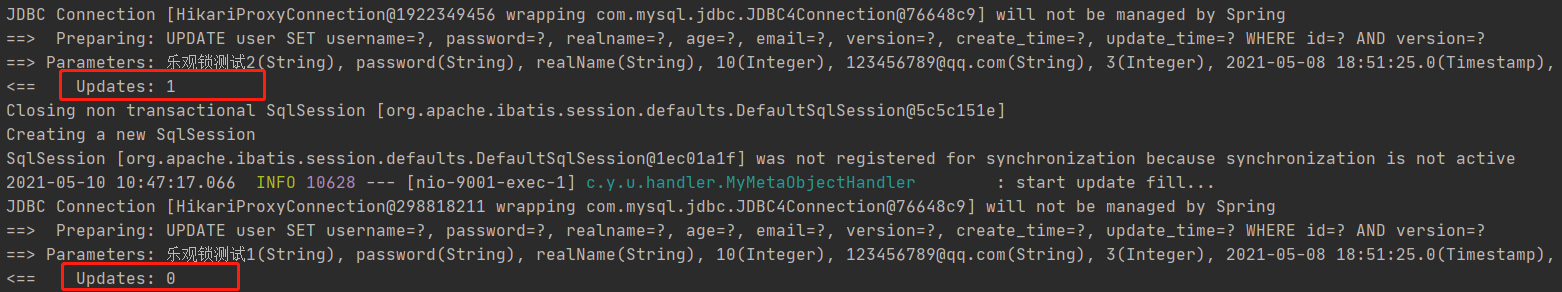 JDBC Connection [HikariProxyConnection@1922349456 wrapping com.mysql.jdbc.JDBC4Connection@76648c9] will not be managed by Spring
==>  Preparing: UPDATE user SET username=?, password=?, realname=?, age=?, email=?, version=?, create_time=?, update_time=? WHERE id=? AND version=?
==> Parameters: 乐观锁测试2(String), password(String), realName(String), 10(Integer), 123456789@qq.com(String), 3(Integer), 2021-05-08 18:51:25.0(Timestamp),
<==    Updates: 1
Closing non transactional SqlSession [org.apache.ibatis.session.defaults.DefaultSqlSession@5c5c151e]
Creating a new SqlSession
SqlSession [org.apache.ibatis.session.defaults.DefaultSqlSession@1ec01a1f] was not registered for synchronization because synchronization is not active
2021-05-10 10:47:17.066  INFO 10628 --- [nio-9001-exec-1] c.y.u.handler.MyMetaObjectHandler        : start update fill...
JDBC Connection [HikariProxyConnection@298818211 wrapping com.mysql.jdbc.JDBC4Connection@76648c9] will not be managed by Spring
==>  Preparing: UPDATE user SET username=?, password=?, realname=?, age=?, email=?, version=?, create_time=?, update_time=? WHERE id=? AND version=?
==> Parameters: 乐观锁测试1(String), password(String), realName(String), 10(Integer), 123456789@qq.com(String), 3(Integer), 2021-05-08 18:51:25.0(Timestamp),
<==    Updates: 0